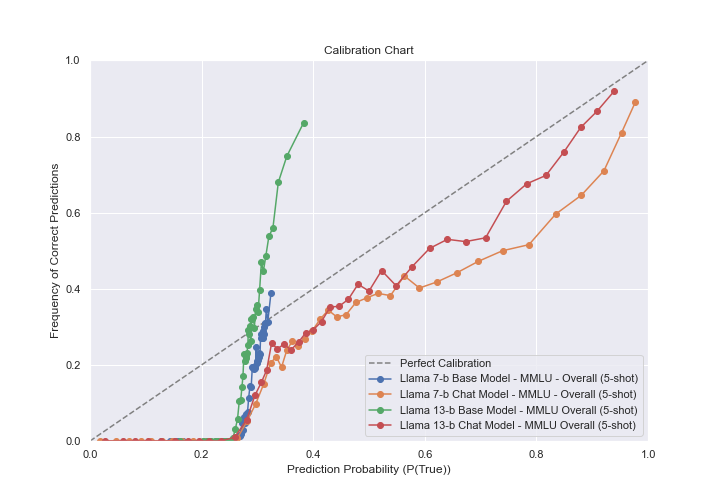 Calibration Chart
1.0
0.8
0.6
0.4
0.2
0.0
Frequency of Correct Predictions
0.0 0.2 0.4 0.6 0.8 1.0
Prediction Probability (P(True))
Perfect Calibration
Llama 7-b Base Model - MMLU - Overall (5-shot)
Llama 7-b Chat Model - MMLU - Overall (5-shot)
Llama 13-b Base Model - MMLU Overall (5-shot)
Llama 13-b Chat Model - MMLU Overall (5-shot)